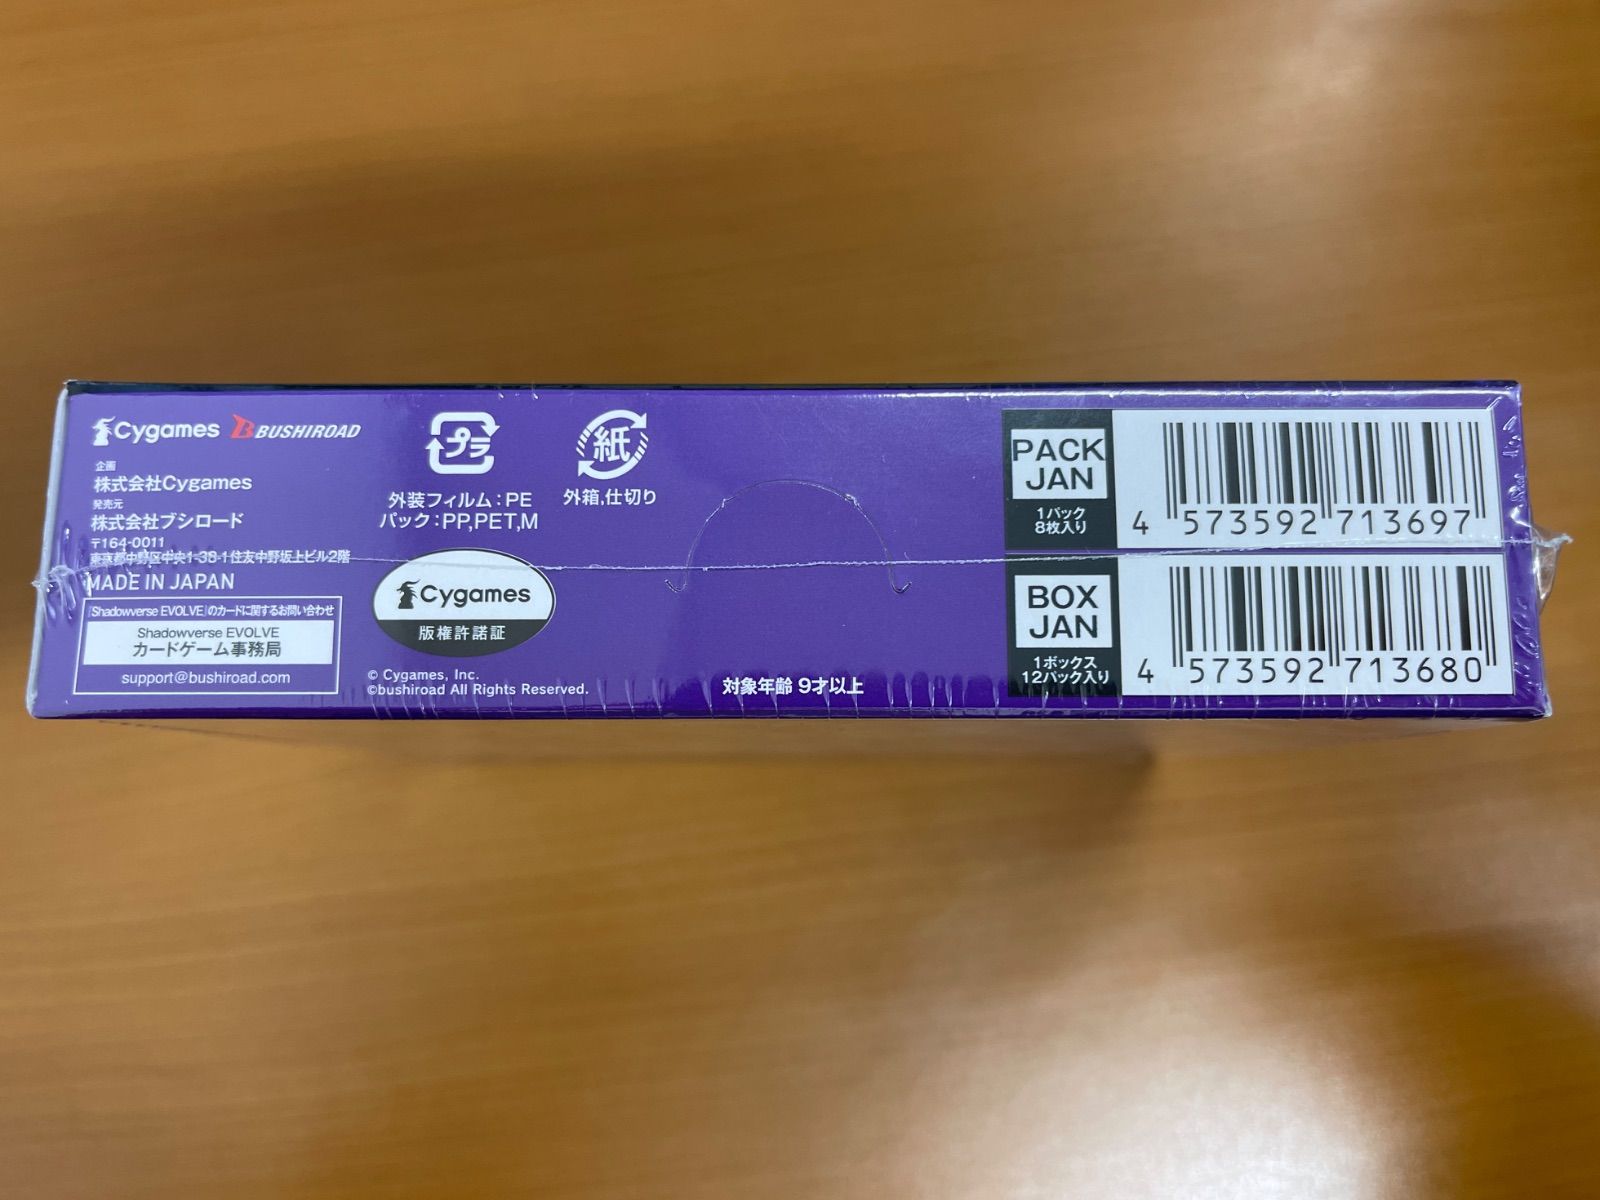 Cygames BUSHIROAD
企画
株式会社Cygames
発売元
株式会社ブシロード
〒164-0011
東京都中野区中央1-38-1住友中野坂上ビル2階
MADE IN JAPAN
「Shadowverse EVOLVE」のカードに関するお問い合わせ
Shadowverse EVOLVE
カードゲーム事務局
support@bushiroad.com
プラ
外装フィルム:PE
パック:PP,PET,M
紙
外箱,仕切り
Cygames
版権許諾証
© Cygames, Inc.
©bushiroad All Rights Reserved.
対象年齢 9才以上
PACK
JAN
1パック
8枚入り
4 573592 713697
BOX
JAN
1ボックス
12パック入り
4 573592 713680